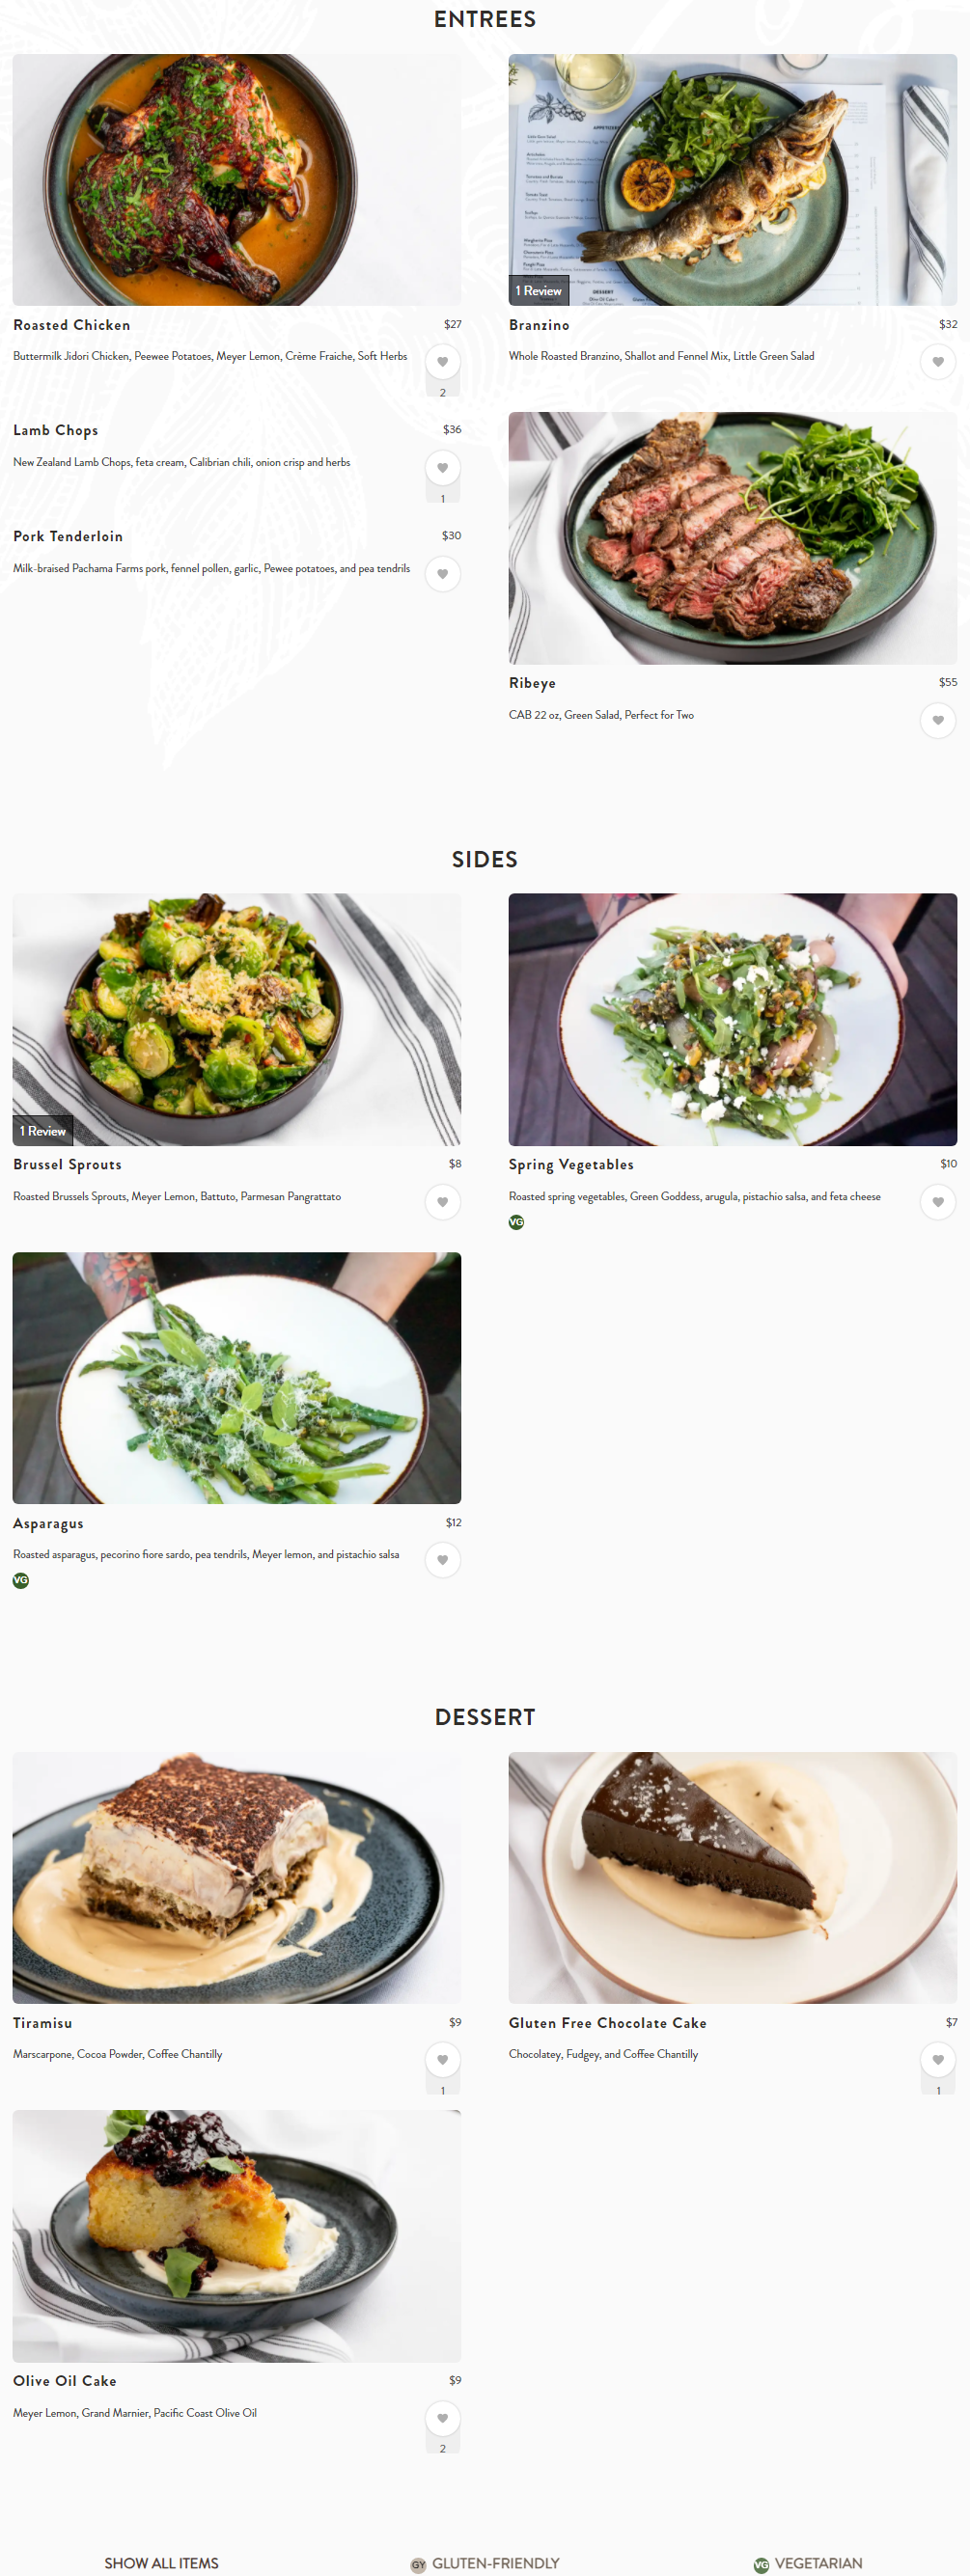 ENTREES
1 Review
Roasted Chicken $27
Buttermilk Jidori Chicken, Peewee Potatoes, Meyer Lemon, Crème Fraiche, Soft Herbs
2
Branzino $32
Whole Roasted Branzino, Shallot and Fennel Mix, Little Green Salad
Lamb Chops $36
New Zealand Lamb Chops, feta cream, Calibrian chili, onion crisp and herbs
1
Pork Tenderloin $30
Milk-braised Pachama Farms pork, fennel pollen, garlic, Pewee potatoes, and pea tendrils
Ribeye $55
CAB 22 oz, Green Salad, Perfect for Two
SIDES
1 Review
Brussel Sprouts $8
Roasted Brussels Sprouts, Meyer Lemon, Battuto, Parmesan Pangrattato
Spring Vegetables $10
Roasted spring vegetables, Green Goddess, arugula, pistachio salsa, and feta cheese
VG
Asparagus $12
Roasted asparagus, pecorino fiore sardo, pea tendrils, Meyer lemon, and pistachio salsa
VG
DESSERT
Tiramisu $9
Marscarpone, Cocoa Powder, Coffee Chantilly
1
Gluten Free Chocolate Cake $7
Chocolatey, Fudgey, and Coffee Chantilly
1
Olive Oil Cake $9
Meyer Lemon, Grand Marnier, Pacific Coast Olive Oil
2
SHOW ALL ITEMS
GY GLUTEN-FRIENDLY
VG VEGETARIAN